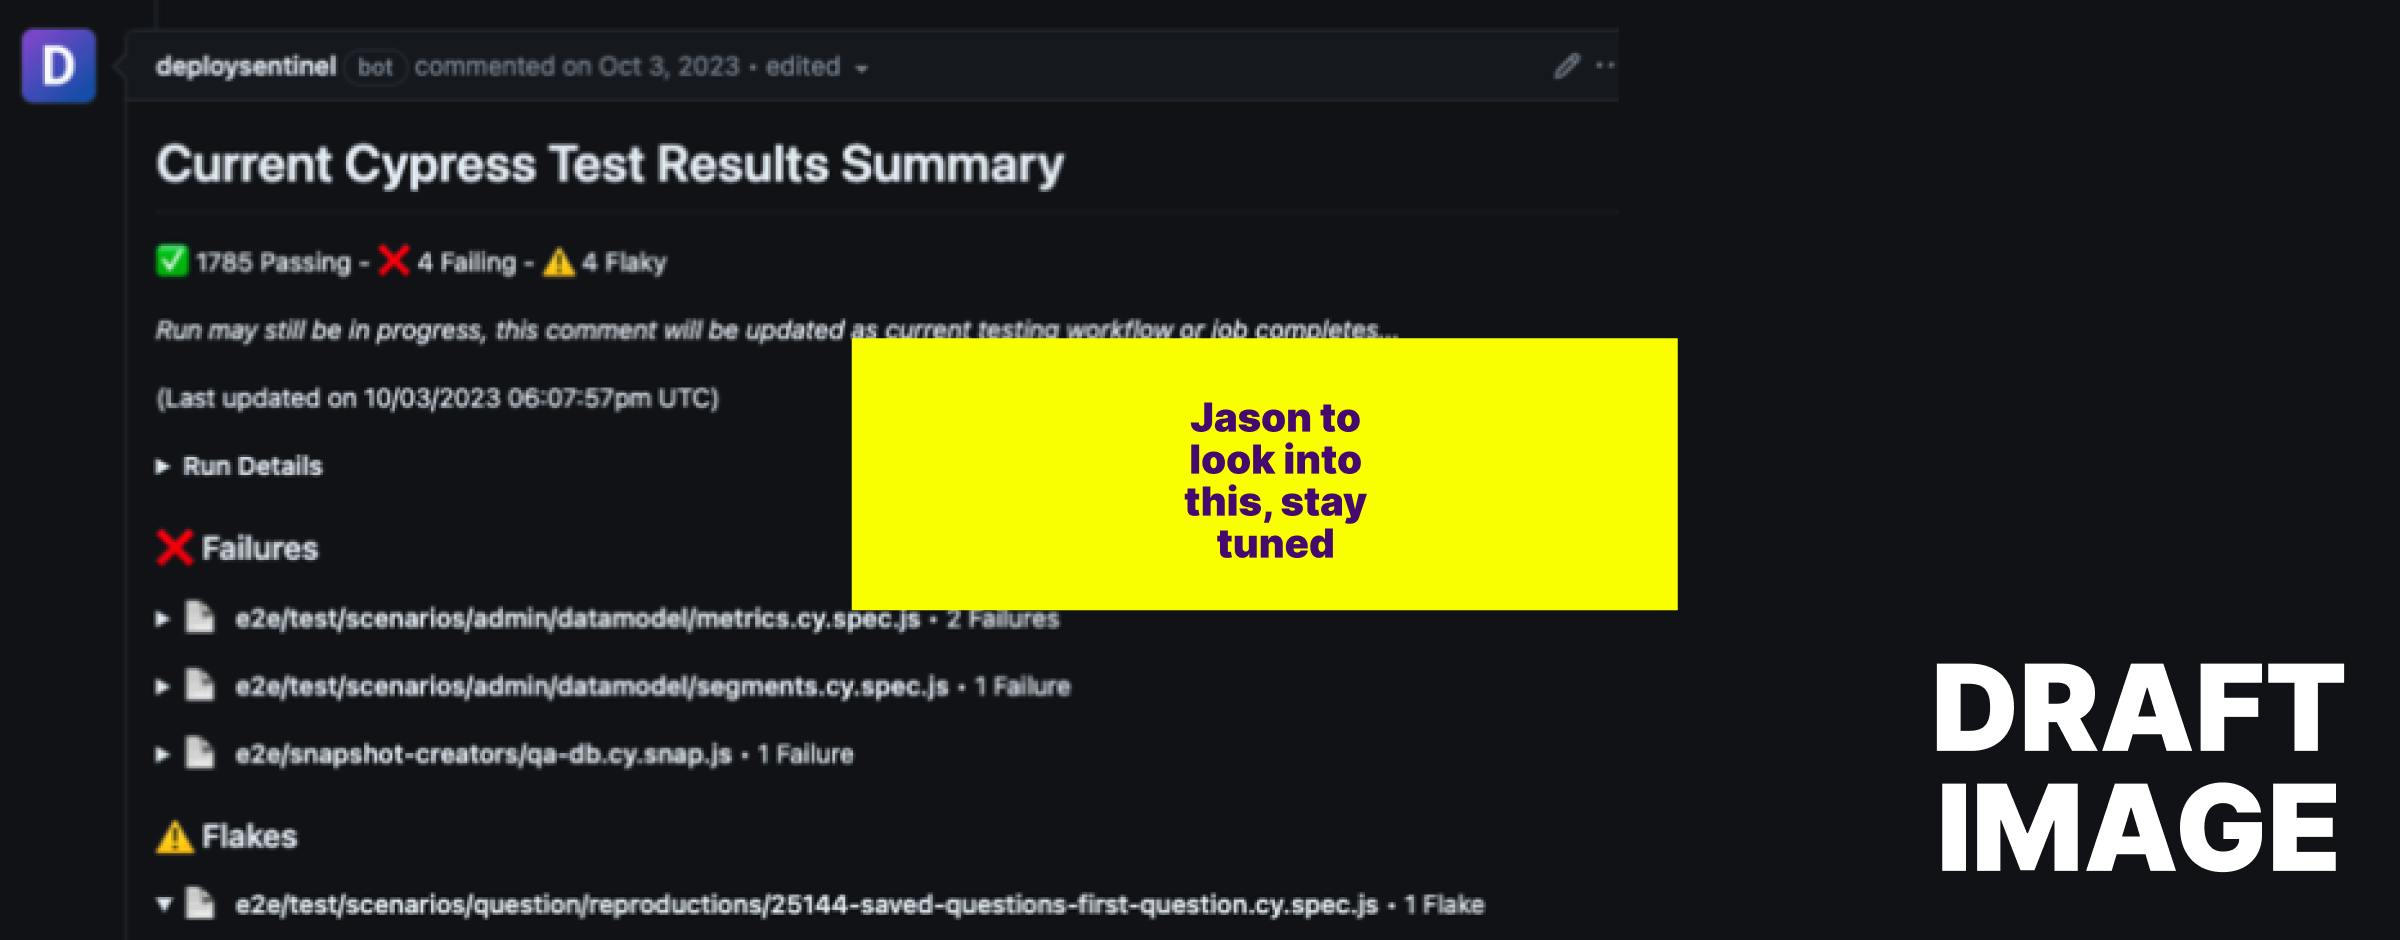 D
deploysentinel bot commented on Oct 3, 2023 • edited
Current Cypress Test Results Summary
✅ 1785 Passing - ❌ 4 Failing - ⚠️ 4 Flaky
Run may still be in progress, this comment will be updated as current testing workflow or job completes...
(Last updated on 10/03/2023 06:07:57pm UTC)
Run Details
❌ Failures
e2e/test/scenarios/admin/datamodel/metrics.cy.spec.js • 2 Failures
e2e/test/scenarios/admin/datamodel/segments.cy.spec.js • 1 Failure
e2e/snapshot-creators/qa-db.cy.snap.js • 1 Failure
⚠️ Flakes
e2e/test/scenarios/question/reproductions/25144-saved-questions-first-question.cy.spec.js • 1 Flake
Jason to
look into
this, stay
tuned
DRAFT
IMAGE